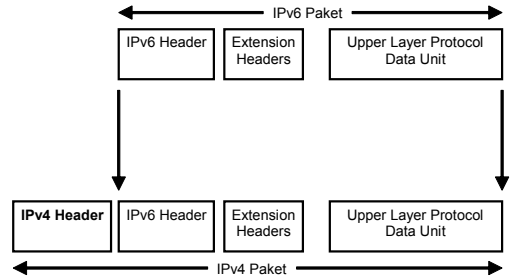 IPv6 Paket
IPv6 Header
Extension
Headers
Upper Layer Protocol
Data Unit
IPv4 Header
IPv6 Header
Extension
Headers
Upper Layer Protocol
Data Unit
IPv4 Paket